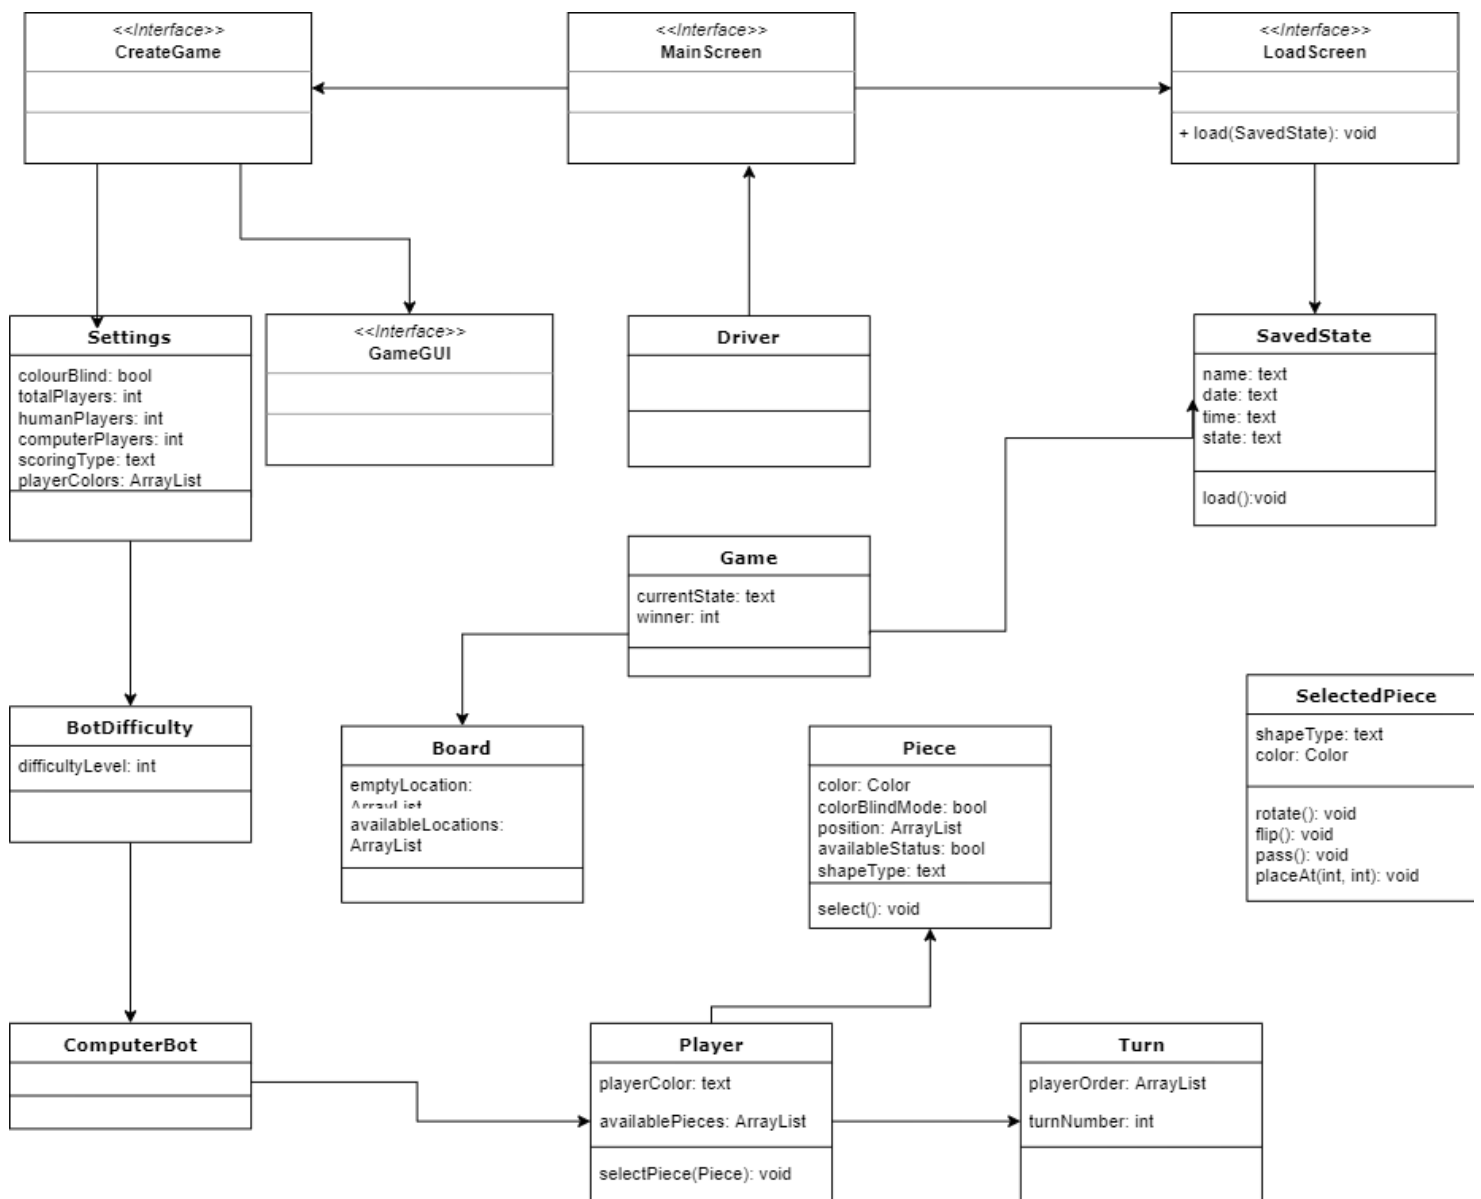 <<Interface>>
CreateGame
<<Interface>>
MainScreen
<<Interface>>
LoadScreen
+ load(SavedState): void
Settings
colourBlind: bool
totalPlayers: int
humanPlayers: int
computerPlayers: int
scoringType: text
playerColors: ArrayList
<<Interface>>
GameGUI
Driver
SavedState
name: text
date: text
time: text
state: text
load():void
Game
currentState: text
winner: int
BotDifficulty
difficultyLevel: int
Board
emptyLocation:
ArrayList
availableLocations:
ArrayList
Piece
color: Color
colorBlindMode: bool
position: ArrayList
availableStatus: bool
shapeType: text
select(): void
SelectedPiece
shapeType: text
color: Color
rotate(): void
flip(): void
pass(): void
placeAt(int, int): void
ComputerBot
Player
playerColor: text
availablePieces: ArrayList
selectPiece(Piece): void
Turn
playerOrder: ArrayList
turnNumber: int